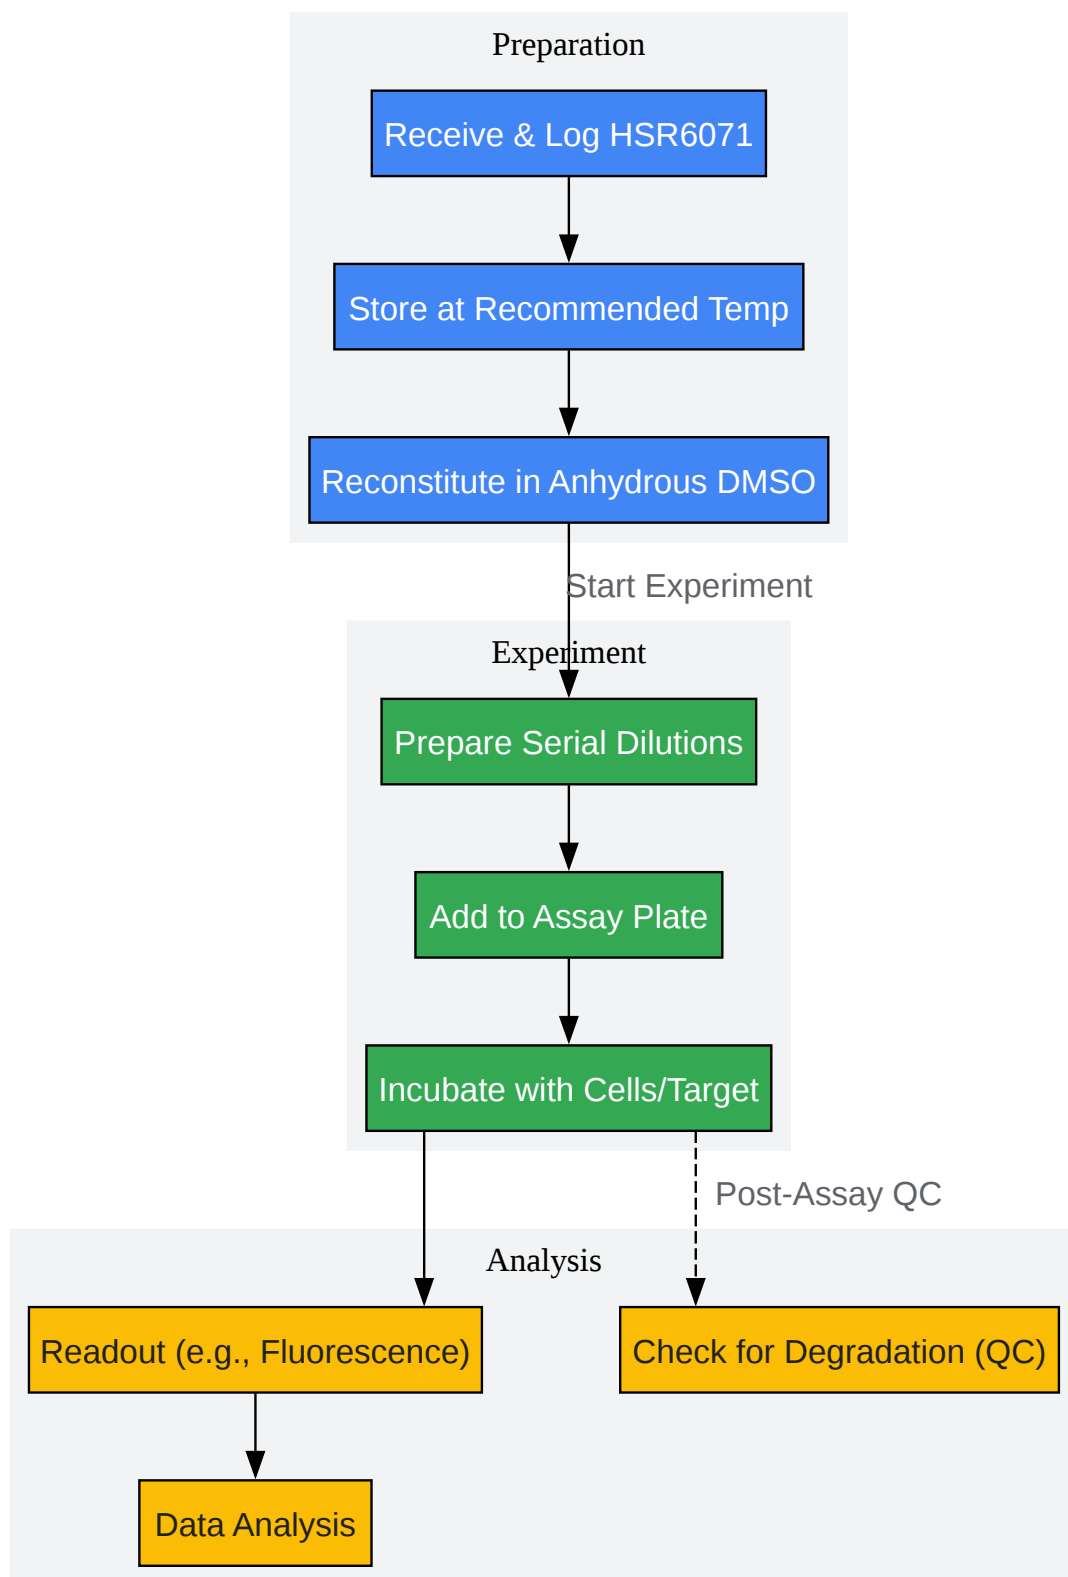 Preparation
Receive & Log HSR6071
Store at Recommended Temp
Reconstitute in Anhydrous DMSO
Start Experiment
Experiment
Prepare Serial Dilutions
Add to Assay Plate
Incubate with Cells/Target
Post-Assay QC
Analysis
Readout (e.g., Fluorescence)
Check for Degradation (QC)
Data Analysis